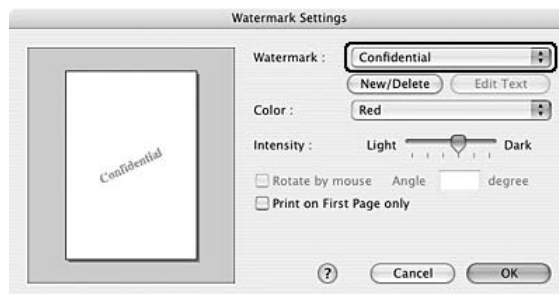 Watermark Settings
Watermark : Confidential
New/Delete Edit Text
Color : Red
Intensity : Light Dark
Confidential
Rotate by mouse Angle degree
Print on First Page only
? Cancel OK